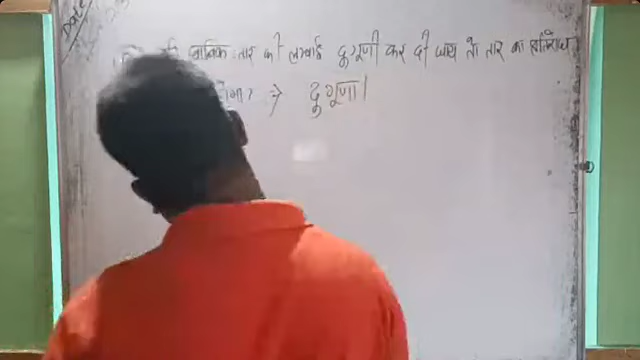 Date
धात्विक तार की लम्बाई दुगुणी कर दी जाय तो तार का प्रतिरोध
होगा? → दुगूणा।